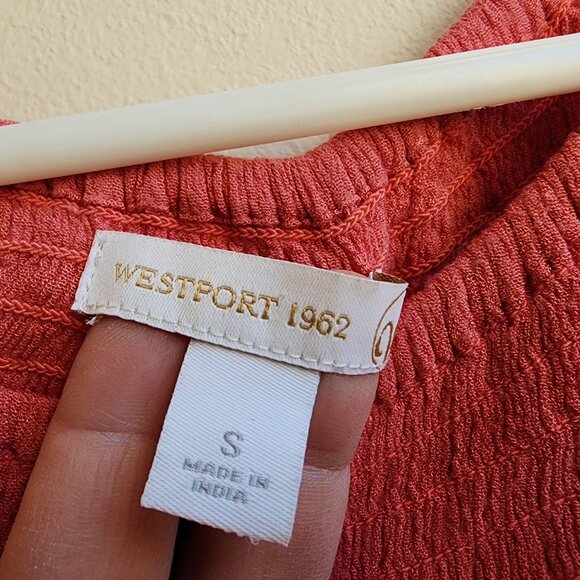 WESTPORT 1962
S
MADE IN
INDIA